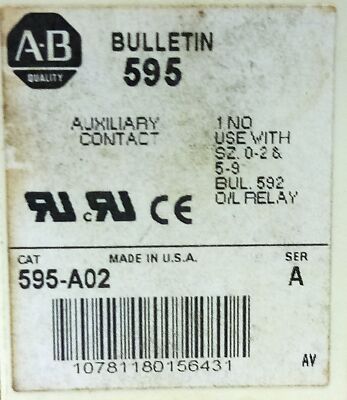 A-B
QUALITY
BULLETIN
595
AUXILIARY
CONTACT
1 NO
USE WITH
SZ. 0-2 &
5-9
BUL. 592
O/L RELAY
CAT
MADE IN U.S.A.
SER
595-A02
A
10781180156431
AV